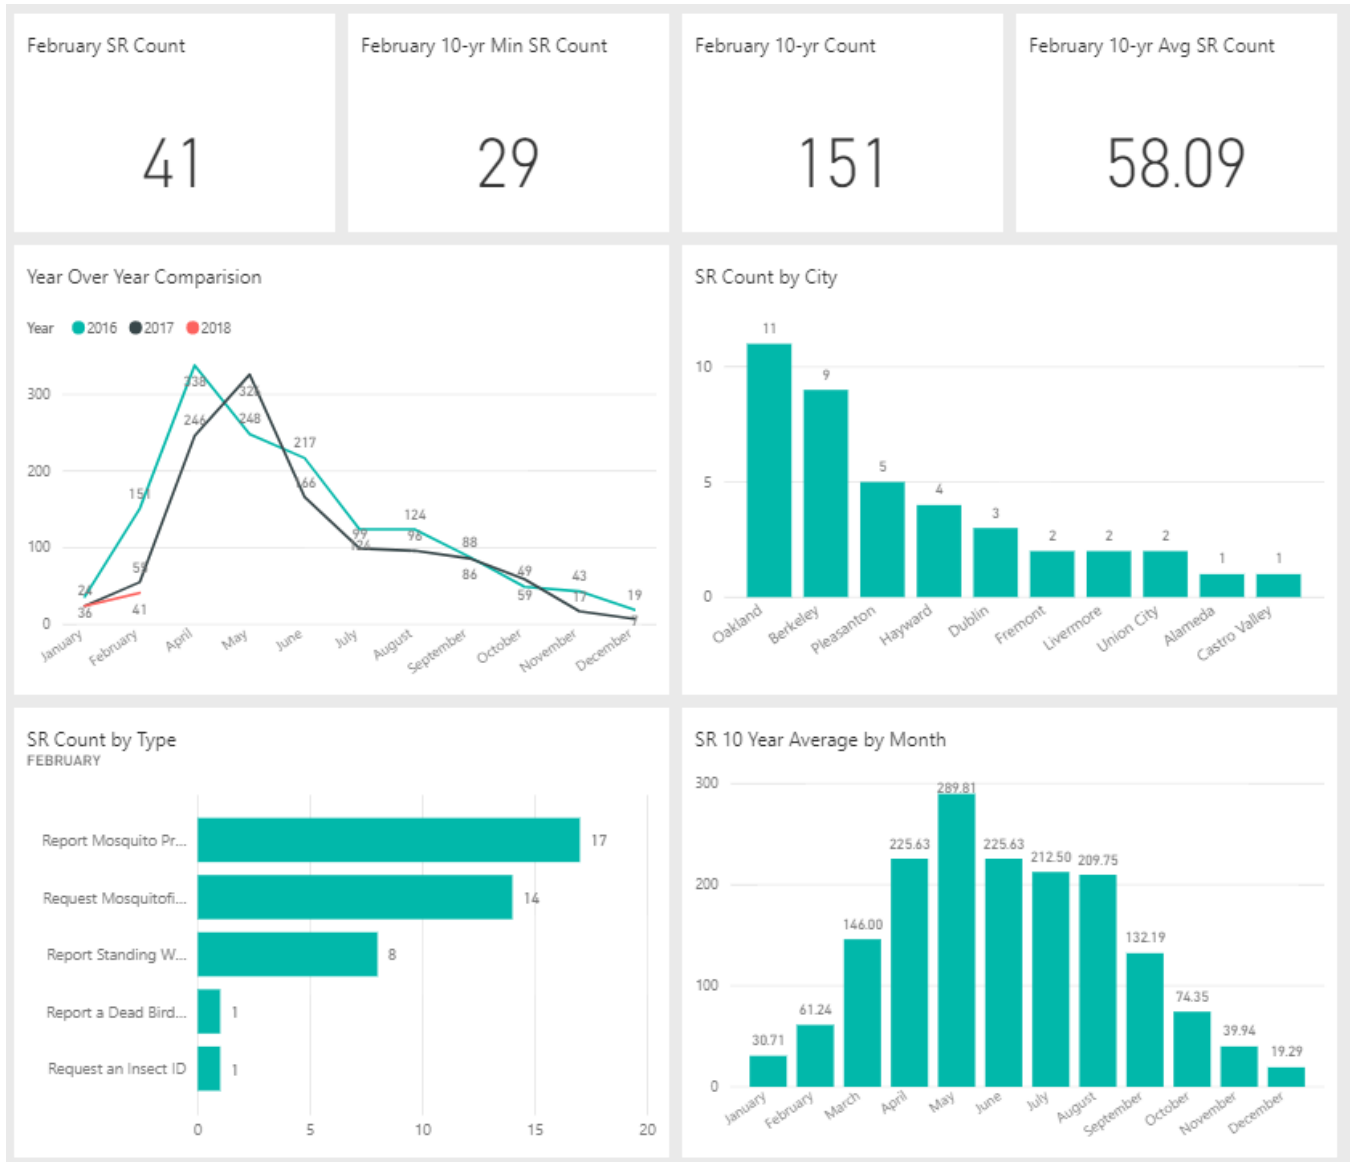 February SR Count
41
February 10-yr Min SR Count
29
February 10-yr Count
151
February 10-yr Avg SR Count
58.09
Year Over Year Comparision
Year 2016 2017 2018
300
200
100
0
338
246
248
217
151
124
99
96
88
86
55
49
59
43
41
36
17
19
January
February
April
May
June
July
August
September
October
November
December
SR Count by City
10
5
0
11
9
5
4
3
2
2
2
1
1
Oakland
Berkeley
Pleasanton
Hayward
Dublin
Fremont
Livermore
Union City
Alameda
Castro Valley
SR Count by Type
FEBRUARY
Report Mosquito Pr... 17
Request Mosquitofi... 14
Report Standing W... 8
Report a Dead Bird... 1
Request an Insect ID 1
0 5 10 15 20
SR 10 Year Average by Month
300
200
100
0
30.71
61.24
146.00
225.63
289.81
225.63
212.50
209.75
132.19
74.35
39.94
19.29
January
February
March
April
May
June
July
August
September
October
November
December